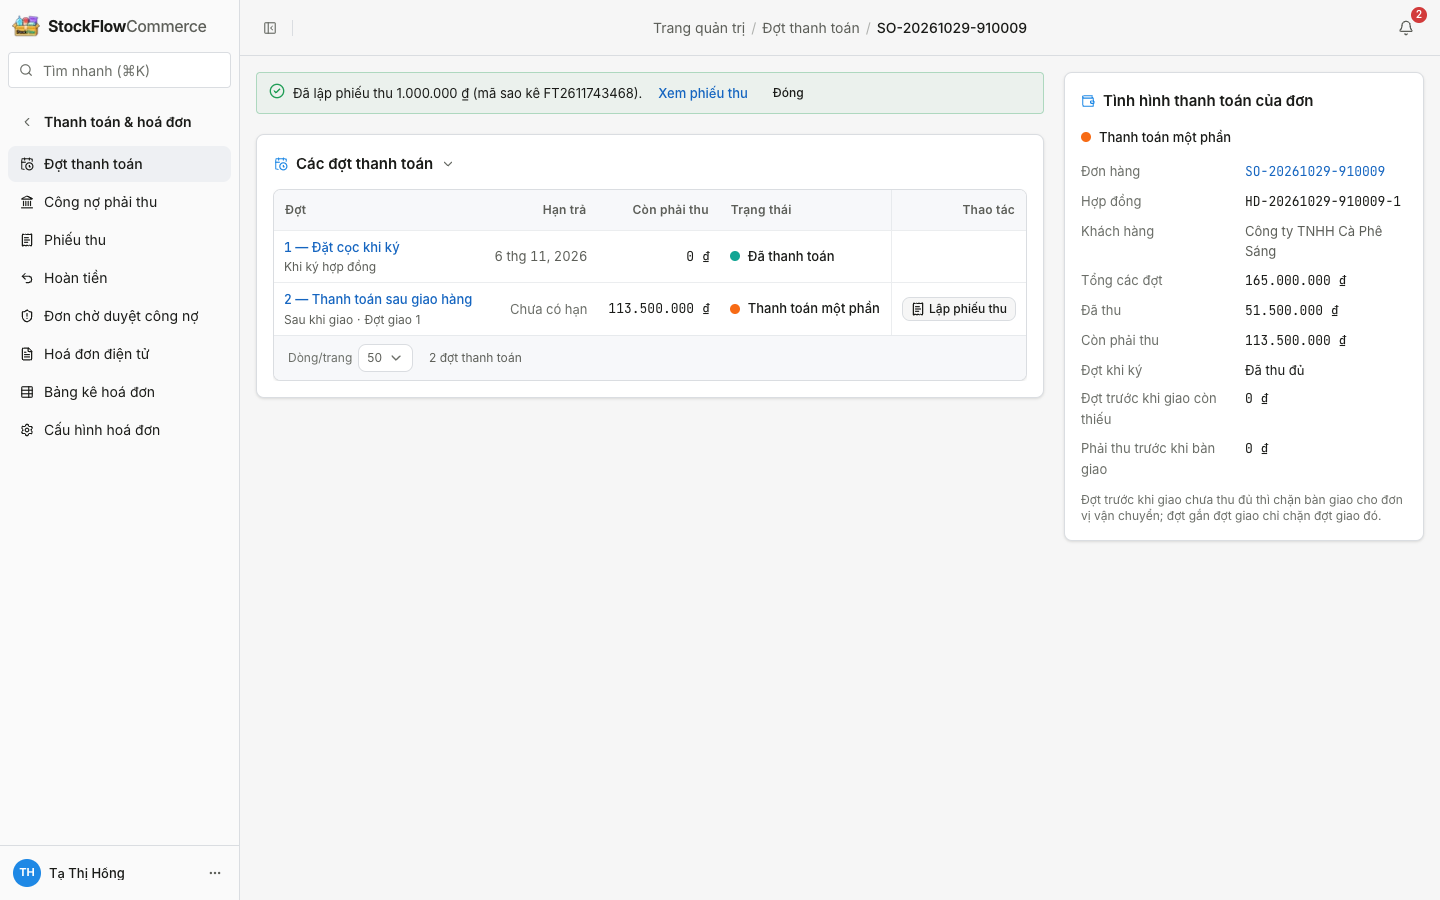 StockFlowCommerce
Tìm nhanh (⌘K)
Thanh toán & hoá đơn
Đợt thanh toán
Công nợ phải thu
Phiếu thu
Hoàn tiền
Đơn chờ duyệt công nợ
Hoá đơn điện tử
Bảng kê hoá đơn
Cấu hình hoá đơn
TH Tạ Thị Hồng
Trang quản trị / Đợt thanh toán / SO-20261029-910009
2
Đã lập phiếu thu 1.000.000 ₫ (mã sao kê FT2611743468). Xem phiếu thu Đóng
Các đợt thanh toán
Đợt Hạn trả Còn phải thu Trạng thái Thao tác
1 — Đặt cọc khi ký
Khi ký hợp đồng
6 thg 11, 2026 0 ₫ Đã thanh toán
2 — Thanh toán sau giao hàng
Sau khi giao · Đợt giao 1
Chưa có hạn 113.500.000 ₫ Thanh toán một phần Lập phiếu thu
Dòng/trang 50 2 đợt thanh toán
Tình hình thanh toán của đơn
Thanh toán một phần
Đơn hàng SO-20261029-910009
Hợp đồng HD-20261029-910009-1
Khách hàng Công ty TNHH Cà Phê
Sáng
Tổng các đợt 165.000.000 ₫
Đã thu 51.500.000 ₫
Còn phải thu 113.500.000 ₫
Đợt khi ký Đã thu đủ
Đợt trước khi giao còn 0 ₫
thiếu
Phải thu trước khi bàn 0 ₫
giao
Đợt trước khi giao chưa thu đủ thì chặn bàn giao cho đơn
vị vận chuyển; đợt gắn đợt giao chỉ chặn đợt giao đó.